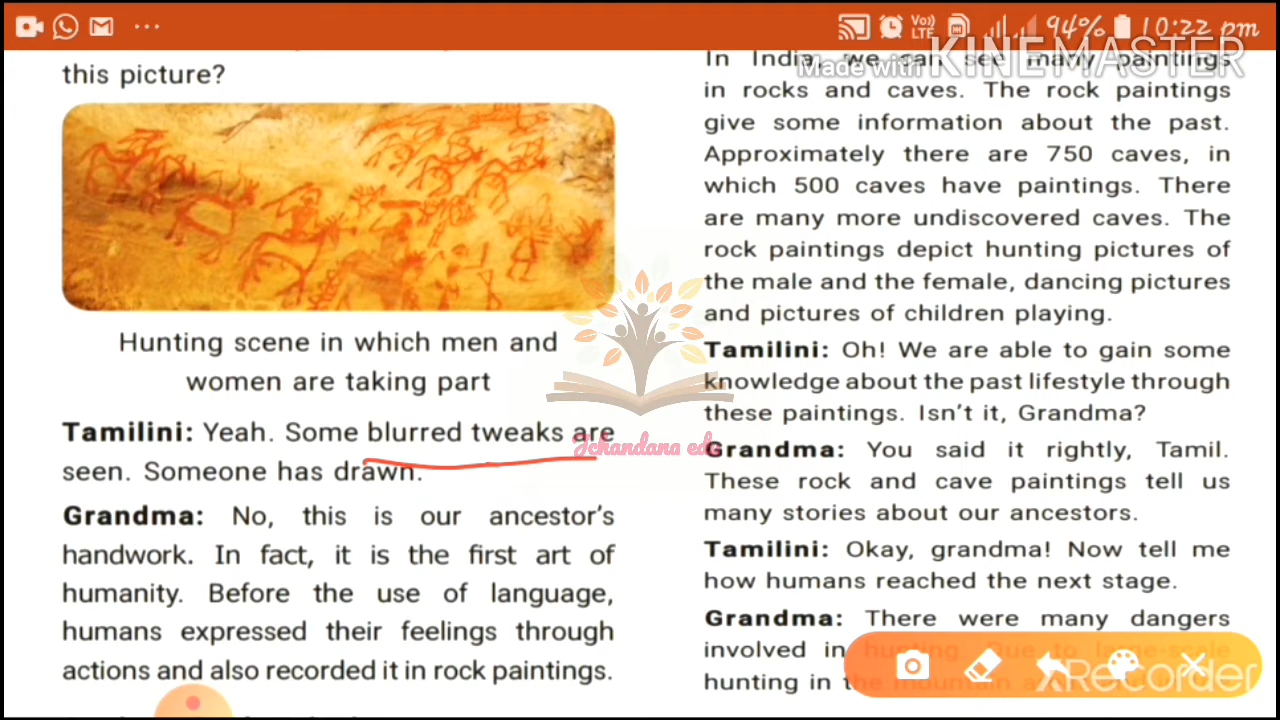 94% 10:22 pm
Made with KINEMASTER
this picture?
Hunting scene in which men and
women are taking part
Tamilini: Yeah. Some blurred tweaks are
seen. Someone has drawn.
Grandma: No, this is our ancestor's
handwork. In fact, it is the first art of
humanity. Before the use of language,
humans expressed their feelings through
actions and also recorded it in rock paintings.
In India, we can see many paintings
in rocks and caves. The rock paintings
give some information about the past.
Approximately there are 750 caves, in
which 500 caves have paintings. There
are many more undiscovered caves. The
rock paintings depict hunting pictures of
the male and the female, dancing pictures
and pictures of children playing.
Tamilini: Oh! We are able to gain some
knowledge about the past lifestyle through
these paintings. Isn't it, Grandma?
Grandma: You said it rightly, Tamil.
These rock and cave paintings tell us
many stories about our ancestors.
Tamilini: Okay, grandma! Now tell me
how humans reached the next stage.
Grandma: There were many dangers
involved in hunting. Due to large-scale
hunting in the mountain
Jchandana edu
XRecorder